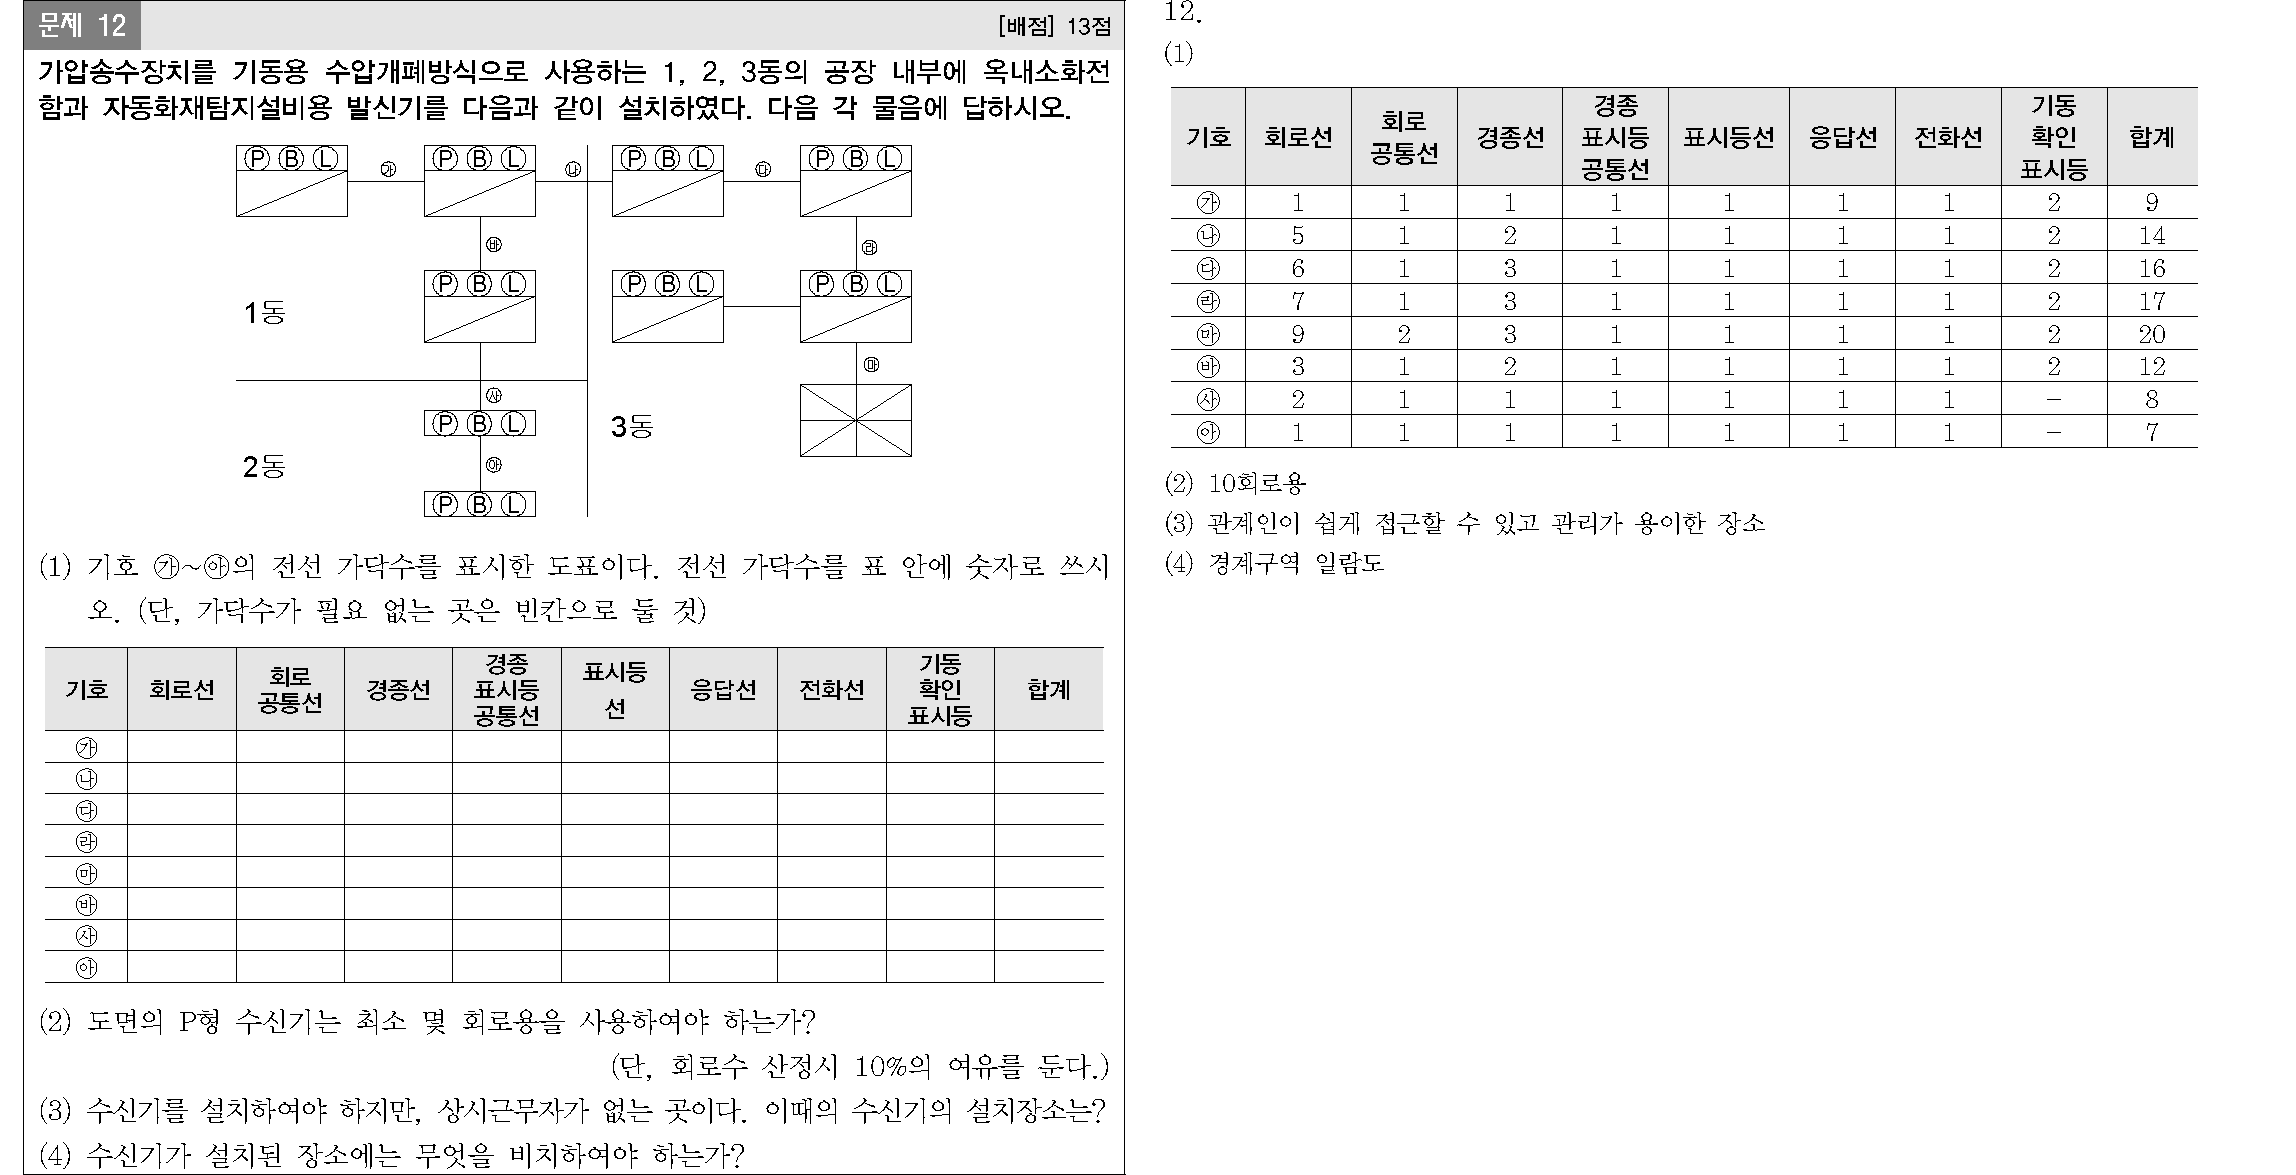 문제 12 [배점] 13점
가압송수장치를 기동용 수압개폐방식으로 사용하는 1, 2, 3동의 공장 내부에 옥내소화전
함과 자동화재탐지설비용 발신기를 다음과 같이 설치하였다. 다음 각 물음에 답하시오.
Ⓟ Ⓑ Ⓛ ㉮ Ⓟ Ⓑ Ⓛ ㉯ Ⓟ Ⓑ Ⓛ ㉰ Ⓟ Ⓑ Ⓛ
㉳ ㉱
Ⓟ Ⓑ Ⓛ Ⓟ Ⓑ Ⓛ Ⓟ Ⓑ Ⓛ
1동
㉲
㉴
Ⓟ Ⓑ Ⓛ 3동
2동 ㉵
Ⓟ Ⓑ Ⓛ
(1) 기호 ㉮~㉵의 전선 가닥수를 표시한 도표이다. 전선 가닥수를 표 안에 숫자로 쓰시
오. (단, 가닥수가 필요 없는 곳은 빈칸으로 둘 것)
기호 회로선 회로 공통선 경종선 경종 표시등 공통선 표시등 선 응답선 전화선 기동 확인 표시등 합계
㉮
㉯
㉰
㉱
㉲
㉳
㉴
㉵
(2) 도면의 P형 수신기는 최소 몇 회로용을 사용하여야 하는가?
(단, 회로수 산정시 10%의 여유를 둔다.)
(3) 수신기를 설치하여야 하지만, 상시근무자가 없는 곳이다. 이때의 수신기의 설치장소는?
(4) 수신기가 설치된 장소에는 무엇을 비치하여야 하는가?
12.
(1)
기호 회로선 회로 공통선 경종선 경종 표시등 공통선 표시등선 응답선 전화선 기동 확인 표시등 합계
㉮ 1 1 1 1 1 1 1 2 9
㉯ 5 1 2 1 1 1 1 2 14
㉰ 6 1 3 1 1 1 1 2 16
㉱ 7 1 3 1 1 1 1 2 17
㉲ 9 2 3 1 1 1 1 2 20
㉳ 3 1 2 1 1 1 1 2 12
㉴ 2 1 1 1 1 1 1 − 8
㉵ 1 1 1 1 1 1 1 − 7
(2) 10회로용
(3) 관계인이 쉽게 접근할 수 있고 관리가 용이한 장소
(4) 경계구역 일람도